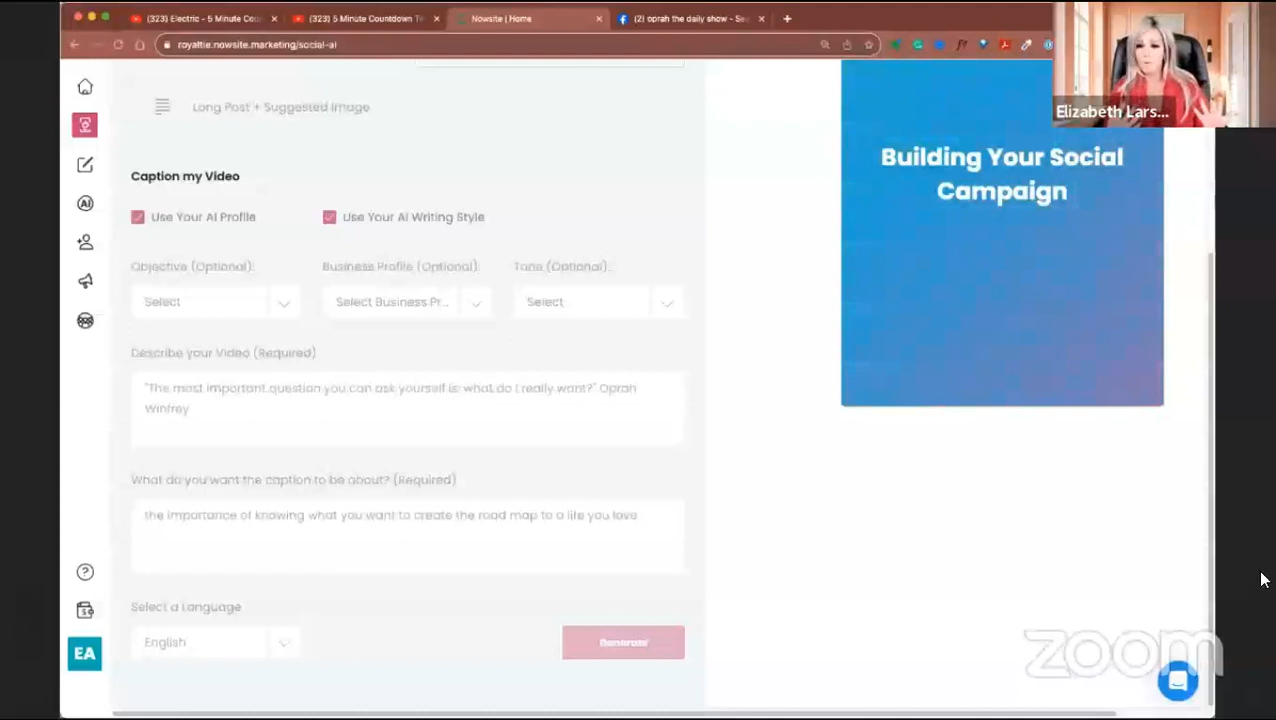 (323) Electric - 5 Minute Cou
(323) 5 Minute Countdown Ti
Nowsite | Home
(2) oprah the daily show - Sea
royaltie.nowsite.marketing/social-ai
Elizabeth Lars...
Long Post + Suggested Image
Building Your Social
Campaign
Caption my Video
Use Your AI Profile
Use Your AI Writing Style
AI
Objective (Optional):
Business Profile (Optional):
Tone (Optional):
Select
Select Business Pr...
Select
Describe your Video (Required)
"The most important question you can ask yourself is: what do I really want?" Oprah
Winfrey
What do you want the caption to be about? (Required)
the importance of knowing what you want to create the road map to a life you love
Select a Language
English
Generate
EA
zoom